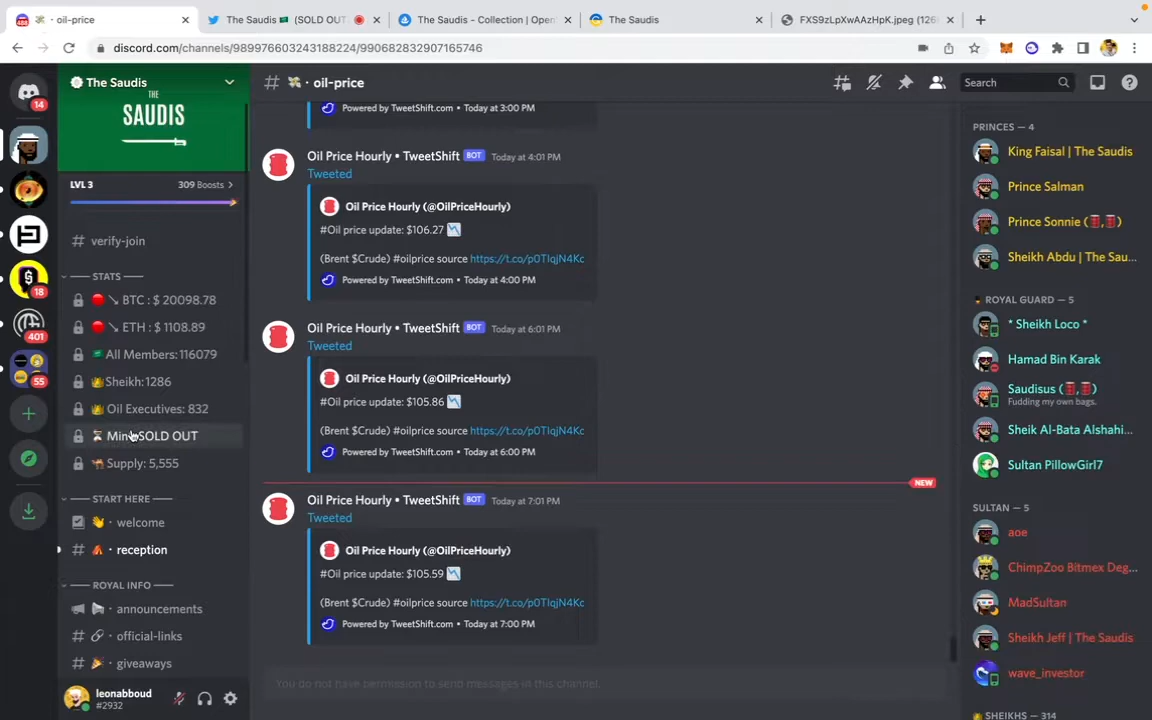 · oil-price
The Saudis (SOLD OUT
The Saudis - Collection | Open
The Saudis
FXS9zLpXwAAzHpK.jpeg (126
discord.com/channels/989976603243188224/990682832907165746
The Saudis
# · oil-price
Search
THE
SAUDIS
LVL 3
309 Boosts >
# verify-join
STATS
BTC : $ 20098.78
ETH : $ 1108.89
All Members:116079
Sheikh:1286
Oil Executives: 832
SOLD OUT
Supply: 5,555
START HERE
· welcome
# · reception
ROYAL INFO
· announcements
# · official-links
# · giveaways
leonabboud
#2932
14
18
401
55
Powered by TweetShift.com • Today at 3:00 PM
Oil Price Hourly • TweetShift BOT Today at 4:01 PM
Tweeted
Oil Price Hourly (@OilPriceHourly)
#Oil price update: $106.27
(Brent $Crude) #oilprice source https://t.co/p0TIqjN4Kc
Powered by TweetShift.com • Today at 4:00 PM
Oil Price Hourly • TweetShift BOT Today at 6:01 PM
Tweeted
Oil Price Hourly (@OilPriceHourly)
#Oil price update: $105.86
(Brent $Crude) #oilprice source https://t.co/p0TIqjN4Kc
Powered by TweetShift.com • Today at 6:00 PM
NEW
Oil Price Hourly • TweetShift BOT Today at 7:01 PM
Tweeted
Oil Price Hourly (@OilPriceHourly)
#Oil price update: $105.59
(Brent $Crude) #oilprice source https://t.co/p0TIqjN4Kc
Powered by TweetShift.com • Today at 7:00 PM
You do not have permission to send messages in this channel.
PRINCES — 4
King Faisal | The Saudis
Prince Salman
Prince Sonnie ( , )
Sheikh Abdu | The Sau...
ROYAL GUARD — 5
* Sheikh Loco *
Hamad Bin Karak
Saudisus ( , )
Fudding my own bags.
Sheik Al-Bata Alshahi...
Sultan PillowGirl7
SULTAN — 5
aoe
ChimpZoo Bitmex Deg...
MadSultan
Sheikh Jeff | The Saudis
wave_investor
SHEIKHS — 314